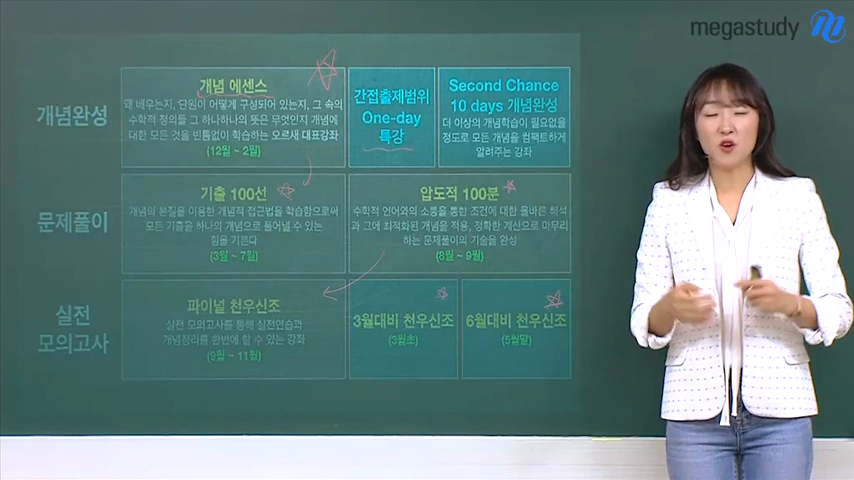 megastudy
개념완성
개념 에센스
왜 배우는지, 단원이 어떻게 구성되어 있는지, 그 속의
수학적 정의들 그 하나하나의 뜻은 무엇인지 개념에
대한 모든 것을 빈틈없이 학습하는 오르새 대표강좌
(12월 ~ 2월)
간접출제범위
One-day
특강
Second Chance
10 days 개념완성
더 이상의 개념학습이 필요없을
정도로 모든 개념을 컴팩트하게
알려주는 강좌
문제풀이
기출 100선
개념의 본질을 이용한 개념적 접근법을 학습함으로써
모든 기출을 하나의 개념으로 풀어낼 수 있는
힘을 기른다
(3월 ~ 7월)
압도적 100분
수학적 언어와의 소통을 통한 조건에 대한 올바른 해석
과 그에 최적화된 개념을 적용, 정확한 계산으로 마무리
하는 문제풀이의 기술을 완성
(8월 ~ 9월)
실전
모의고사
파이널 천우신조
실전 모의고사를 통해 실전연습과
개념정리를 한번에 할 수 있는 강좌
(9월 ~ 11월)
3월대비 천우신조
(3월초)
6월대비 천우신조
(5월말)